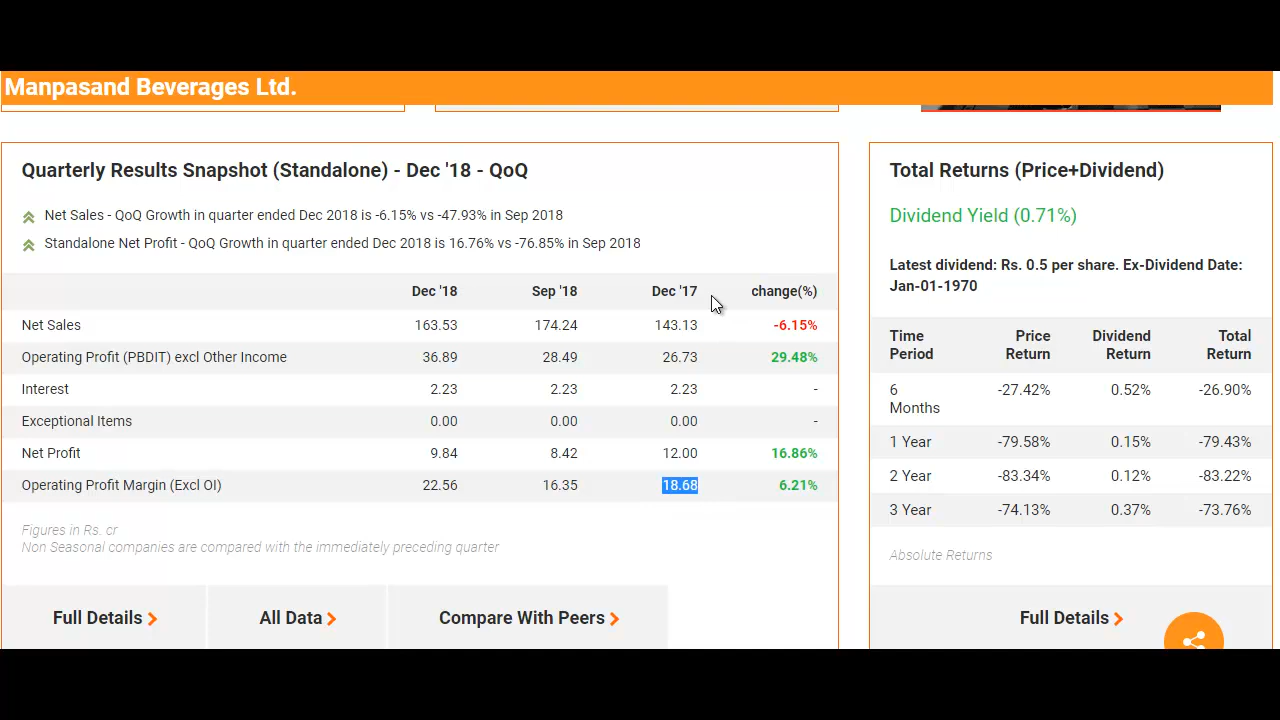 Manpasand Beverages Ltd.
Quarterly Results Snapshot (Standalone) - Dec '18 - QoQ
Net Sales - QoQ Growth in quarter ended Dec 2018 is -6.15% vs -47.93% in Sep 2018
Standalone Net Profit - QoQ Growth in quarter ended Dec 2018 is 16.76% vs -76.85% in Sep 2018
Dec '18 Sep '18 Dec '17 change(%)
Net Sales 163.53 174.24 143.13 -6.15%
Operating Profit (PBDIT) excl Other Income 36.89 28.49 26.73 29.48%
Interest 2.23 2.23 2.23 -
Exceptional Items 0.00 0.00 0.00 -
Net Profit 9.84 8.42 12.00 16.86%
Operating Profit Margin (Excl OI) 22.56 16.35 18.68 6.21%
Figures in Rs. cr
Non Seasonal companies are compared with the immediately preceding quarter
Full Details All Data Compare With Peers
Total Returns (Price+Dividend)
Dividend Yield (0.71%)
Latest dividend: Rs. 0.5 per share. Ex-Dividend Date:
Jan-01-1970
Time Price Dividend Total
Period Return Return Return
6 -27.42% 0.52% -26.90%
Months
1 Year -79.58% 0.15% -79.43%
2 Year -83.34% 0.12% -83.22%
3 Year -74.13% 0.37% -73.76%
Absolute Returns
Full Details